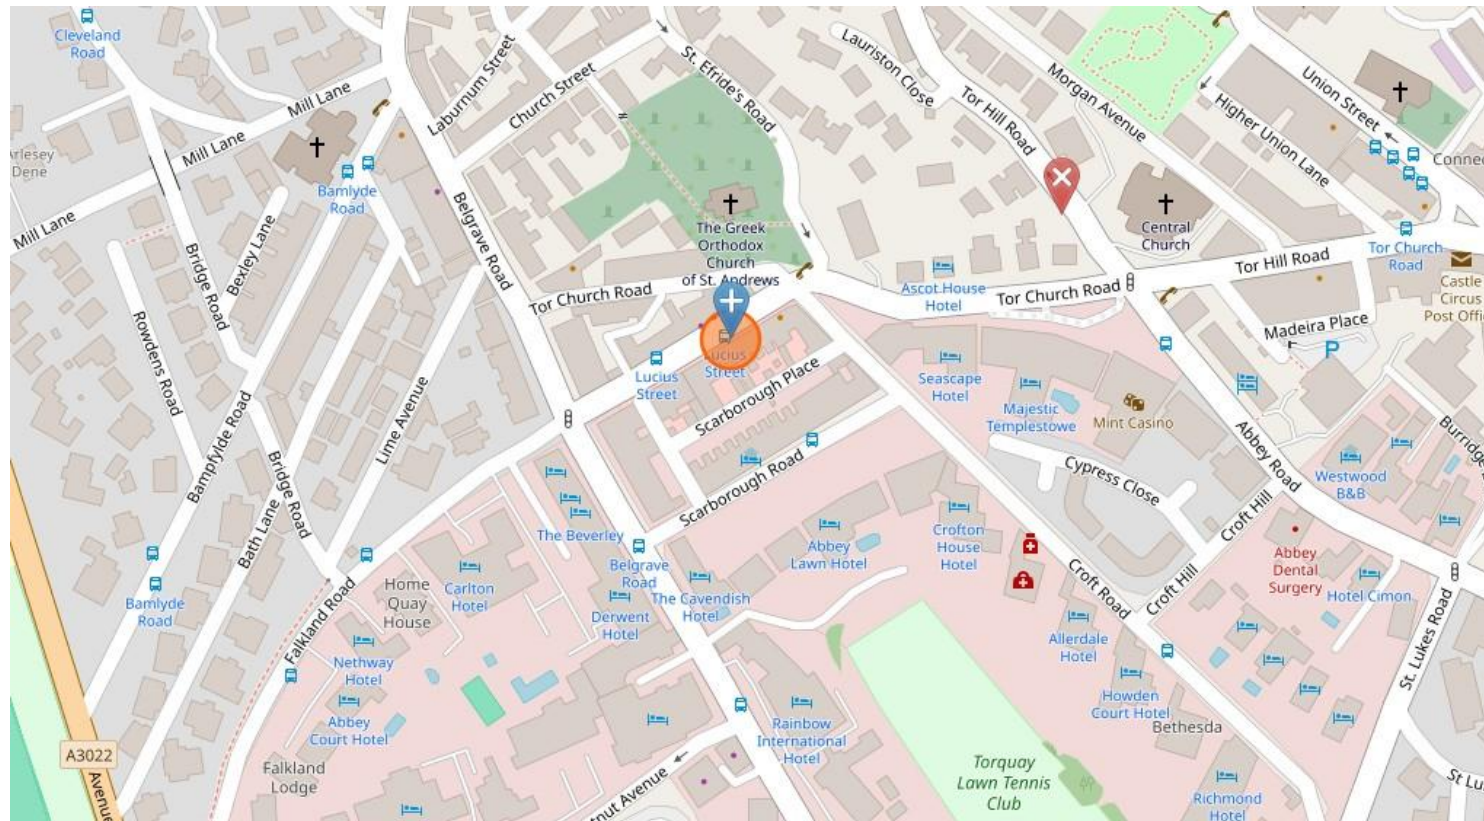 Cleveland
Road
Mill Lane
Laburnum Street
Church Street
St. Efride's Road
Lauriston Close
Tor Hill Road
Morgan Avenue
Union Street
Higher Union Lane
Mill Lane
Bamlyde
Road
Mill Lane
Bexley Lane
Bridge Road
Belgrave Road
The Greek
Orthodox
Church
of St. Andrews
Central
Church
Tor Church
Road
Tor Hill Road
Tor Church Road
Ascot House
Hotel
Tor Church Road
Castle
Circus
Madeira Place
Rowdens Road
Lucius
Street
Lucius
Street
Scarborough Place
Seascape
Hotel
Majestic
Templestowe
Mint Casino
P
Lime Avenue
Bampfylde Road
Bridge Road
Scarborough Road
Cypress Close
Abbey Road
Westwood
B&B
Bath Lane
The Beverley
Belgrave
Road
Abbey
Lawn Hotel
Crofton
House
Hotel
Croft Hill
Abbey
Dental
Surgery
Home
Quay
House
Carlton
Hotel
Derwent
Hotel
The Cavendish
Hotel
Croft Road
Croft Hill
Hotel Cimon
Bamlyde
Road
Falkland Road
Nethway
Hotel
Allerdale
Hotel
St. Lukes Road
Abbey
Court Hotel
Howden
Court Hotel
Bethesda
Rainbow
International
Hotel
A3022
Avenue
Falkland
Lodge
Torquay
Lawn Tennis
Club
Richmond
Hotel